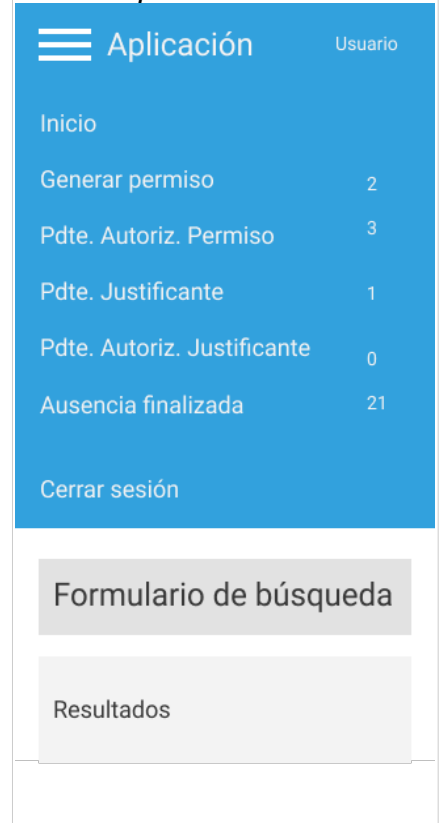 Aplicación Usuario
Inicio
Generar permiso 2
Pdte. Autoriz. Permiso 3
Pdte. Justificante 1
Pdte. Autoriz. Justificante 0
Ausencia finalizada 21
Cerrar sesión
Formulario de búsqueda
Resultados